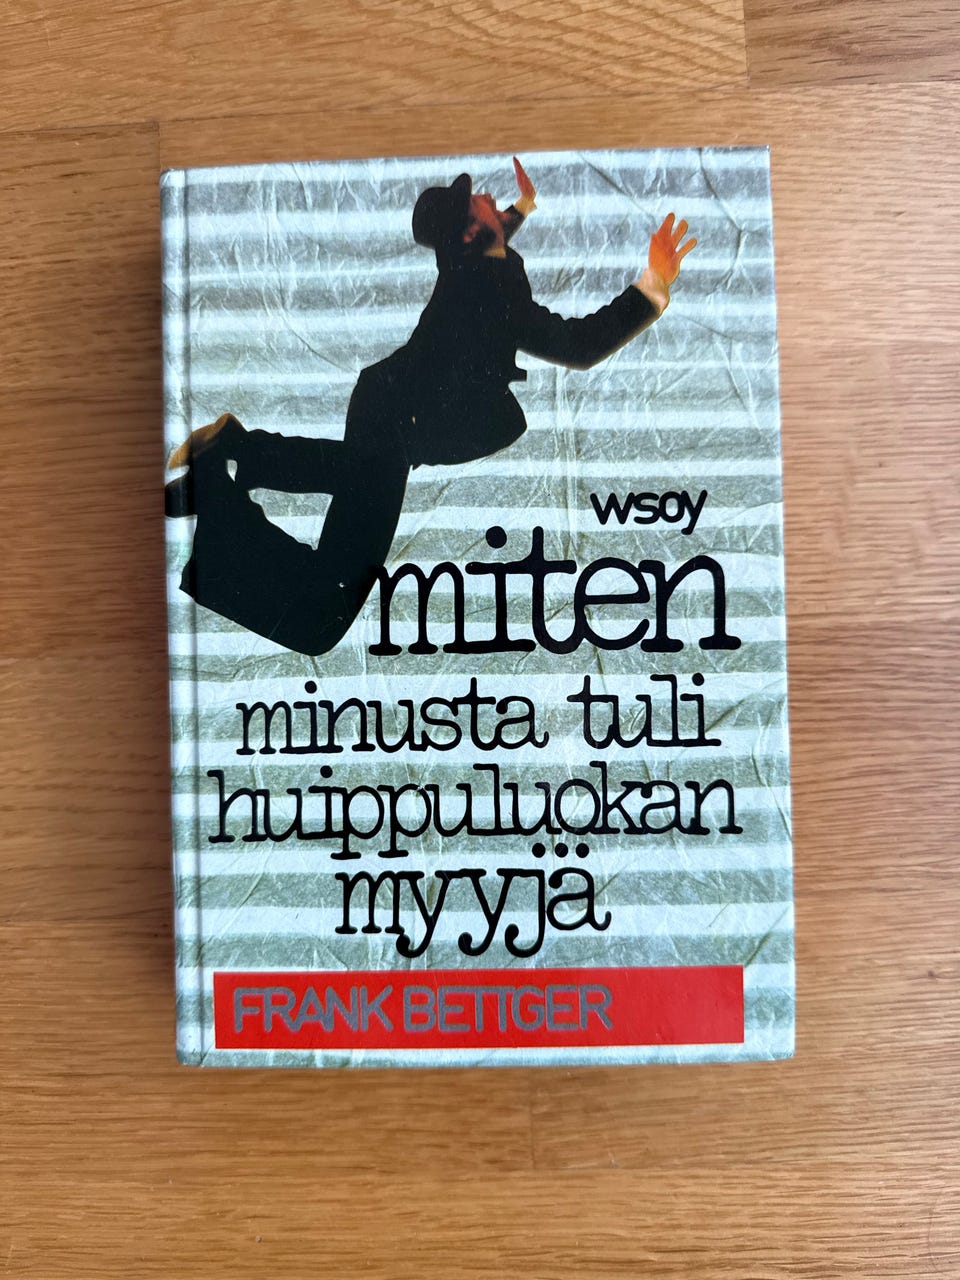 wsoy
miten
minusta tuli
huippuluokan
myyjä
FRANK BETTGER